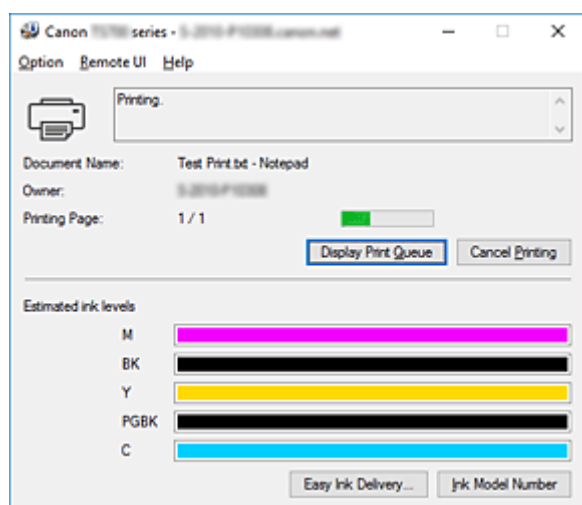 Canon series -
Option Remote UI Help
Printing.
Document Name: Test Print.txt - Notepad
Owner:
Printing Page: 1 / 1
Display Print Queue Cancel Printing
Estimated ink levels
M
BK
Y
PGBK
C
Easy Ink Delivery... Ink Model Number